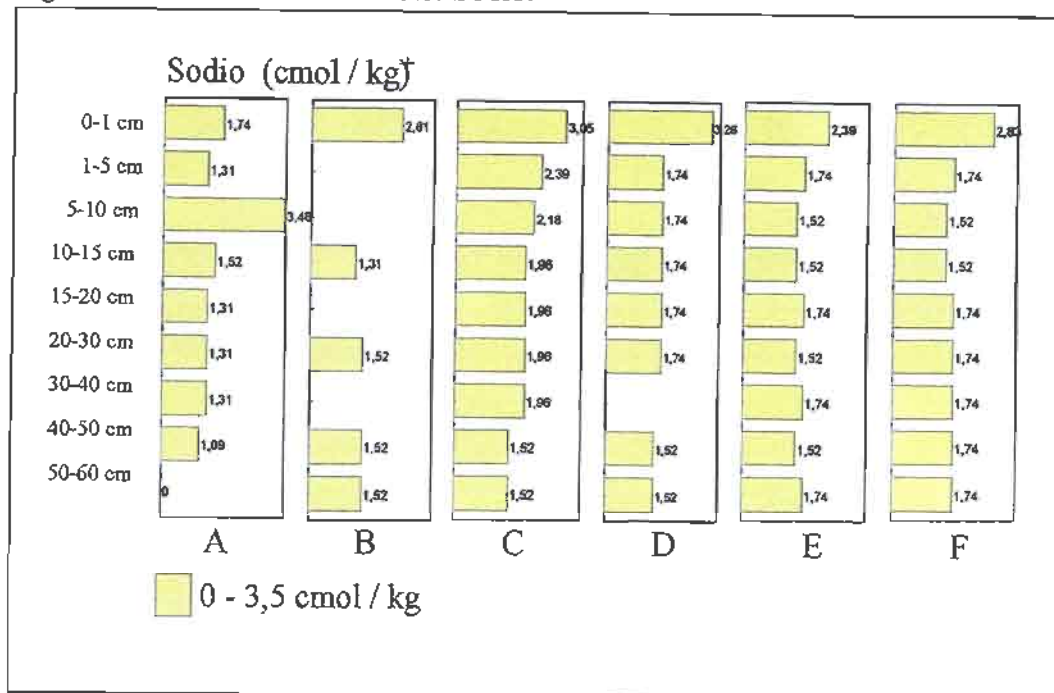 Sodio (cmol / kg)†
0-1 cm 1,74 2,61 3,05 3,26 2,39 2,83
1-5 cm 1,31 2,39 1,74 1,74 1,74
5-10 cm 3,48 2,18 1,74 1,52 1,52
10-15 cm 1,52 1,31 1,96 1,74 1,52 1,52
15-20 cm 1,31 1,96 1,74 1,74 1,74
20-30 cm 1,31 1,52 1,96 1,74 1,52 1,74
30-40 cm 1,31 1,96 1,74 1,74
40-50 cm 1,09 1,52 1,52 1,52 1,52 1,74
50-60 cm 0 1,52 1,52 1,52 1,74 1,74
A B C D E F
0 - 3,5 cmol / kg